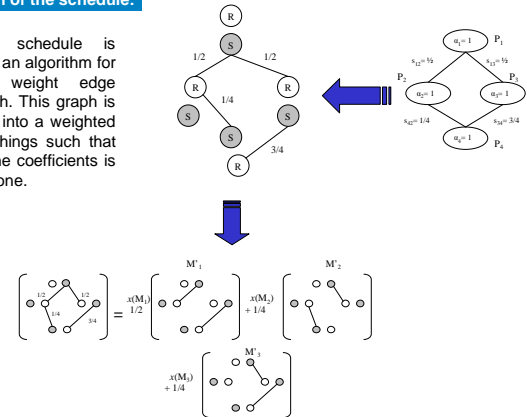 n of the schedule:
schedule is
an algorithm for
weight edge
h. This graph is
into a weighted
hings such that
ne coefficients is
one.
R
S
1/2
1/2
R
R
1/4
S
S
S
3/4
R
α₁= 1
P₁
s₁₂= ½
s₁₃= ½
P₂
P₃
α₂= 1
α₃= 1
s₄₂= 1/4
s₃₄= 3/4
α₄= 1
P₄
M'₁
M'₂
1/2
1/2
1/4
3/4
=
x(M₁)
1/2
x(M₂)
+ 1/4
M'₃
x(M₃)
+ 1/4